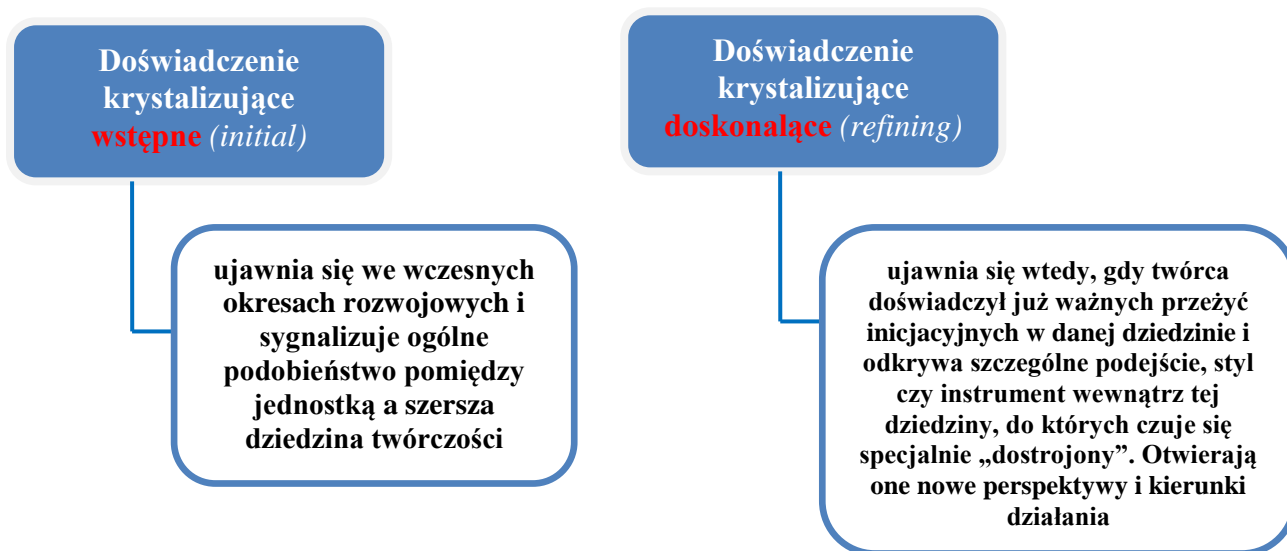 Doświadczenie
krystalizujące
wstępne (initial)
ujawnia się we wczesnych
okresach rozwojowych i
sygnalizuje ogólne
podobieństwo pomiędzy
jednostką a szersza
dziedzina twórczości
Doświadczenie
krystalizujące
doskonalące (refining)
ujawnia się wtedy, gdy twórca
doświadczył już ważnych przeżyć
inicjacyjnych w danej dziedzinie i
odkrywa szczególne podejście, styl
czy instrument wewnątrz tej
dziedziny, do których czuje się
specjalnie „dostrojony”. Otwierają
one nowe perspektywy i kierunki
działania